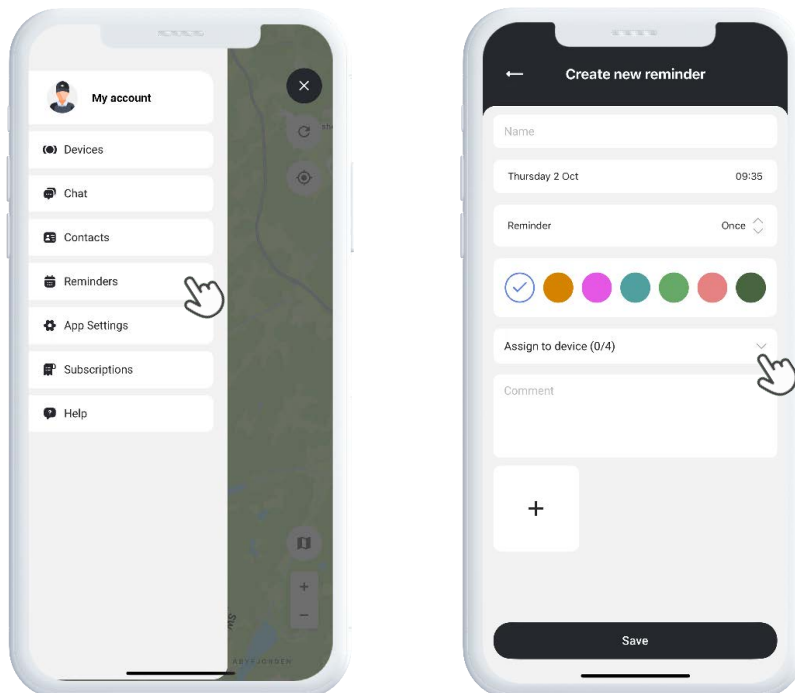 My account
Devices
Chat
Contacts
Reminders
App Settings
Subscriptions
Help
+
−
Create new reminder
Name
Thursday 2 Oct 09:35
Reminder Once
Assign to device (0/4)
Comment
+
Save